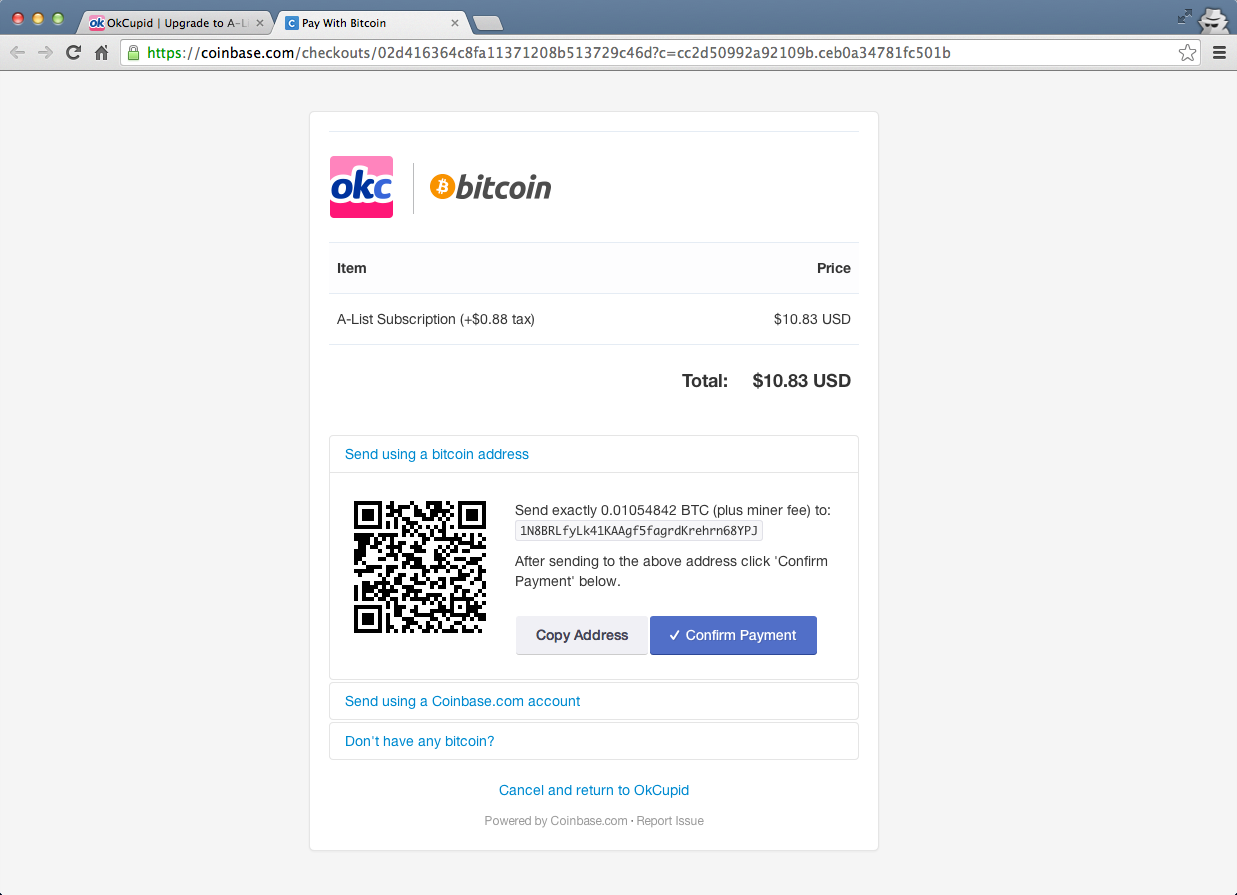 OkCupid | Upgrade to A-Li
Pay With Bitcoin
https://coinbase.com/checkouts/02d416364c8fa11371208b513729c46d?c=cc2d50992a92109b.ceb0a34781fc501b
okc
bitcoin
Item Price
A-List Subscription (+$0.88 tax) $10.83 USD
Total: $10.83 USD
Send using a bitcoin address
Send exactly 0.01054842 BTC (plus miner fee) to:
1N8BRLfyLk41KAAgf5fagrdKrehrn68YPJ
After sending to the above address click 'Confirm
Payment' below.
Copy Address ✓ Confirm Payment
Send using a Coinbase.com account
Don't have any bitcoin?
Cancel and return to OkCupid
Powered by Coinbase.com · Report Issue